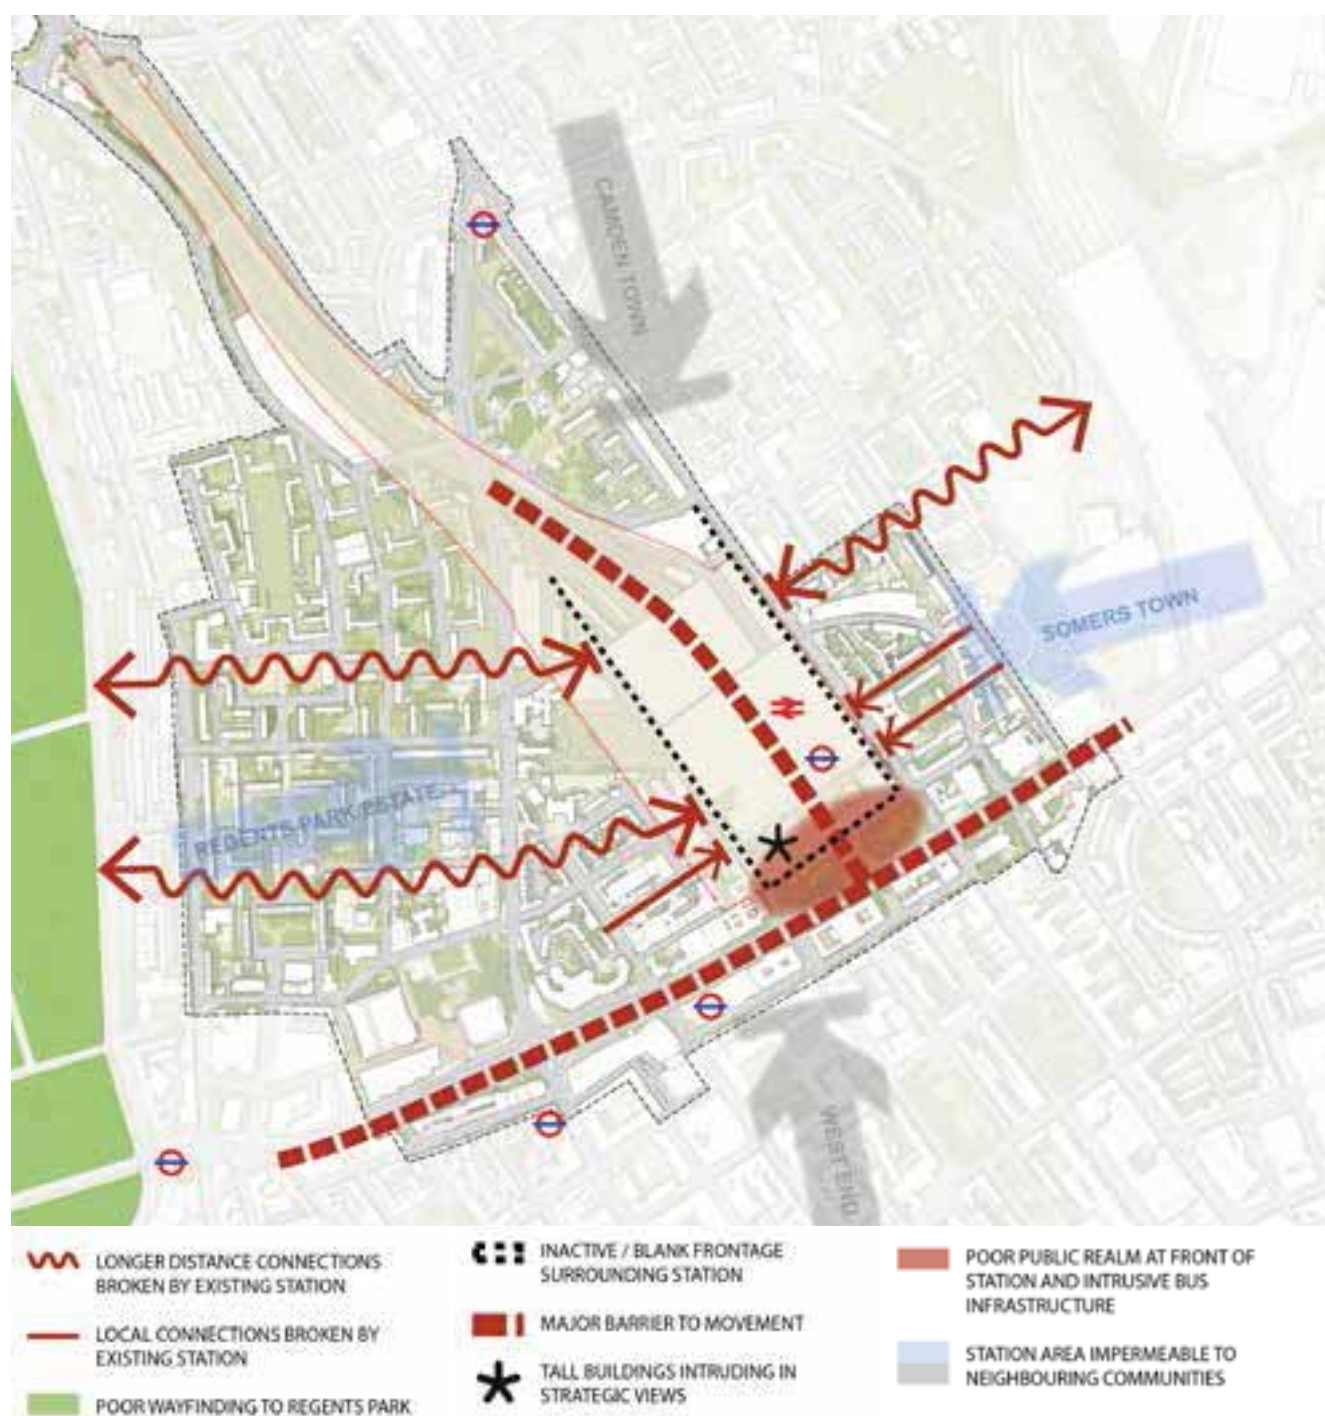 CAMDEN TOWN
SOMERS TOWN
REGENTS PARK ESTATE
WEST END
LONGER DISTANCE CONNECTIONS
BROKEN BY EXISTING STATION
LOCAL CONNECTIONS BROKEN BY
EXISTING STATION
POOR WAYFINDING TO REGENTS PARK
INACTIVE / BLANK FRONTAGE
SURROUNDING STATION
MAJOR BARRIER TO MOVEMENT
TALL BUILDINGS INTRUDING IN
STRATEGIC VIEWS
POOR PUBLIC REALM AT FRONT OF
STATION AND INTRUSIVE BUS
INFRASTRUCTURE
STATION AREA IMPERMEABLE TO
NEIGHBOURING COMMUNITIES